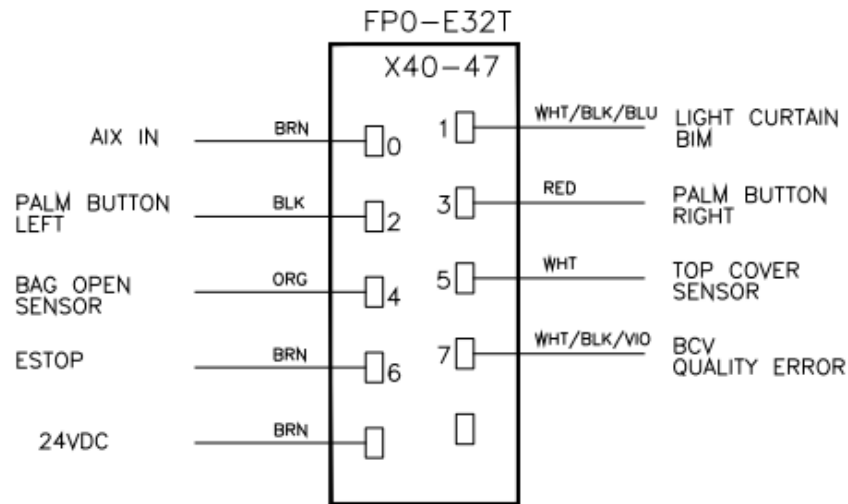 FP0-E32T
X40-47
AIX IN
BRN
0
1
WHT/BLK/BLU
LIGHT CURTAIN
BIM
PALM BUTTON
LEFT
BLK
2
3
RED
PALM BUTTON
RIGHT
BAG OPEN
SENSOR
ORG
4
5
WHT
TOP COVER
SENSOR
ESTOP
BRN
6
7
WHT/BLK/VIO
BCV
QUALITY ERROR
24VDC
BRN